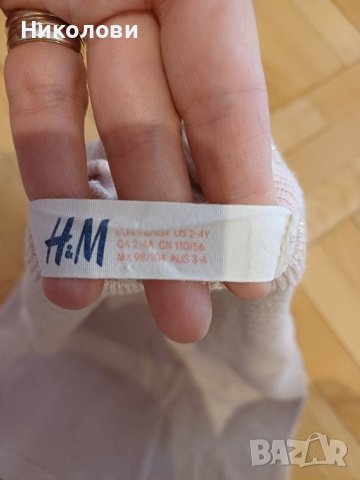 Николови
H&M
EUR 98/104 US 2-4Y
CA 2-4A CN 110/56
MX 98/104 AUS 3-4
BAZAR